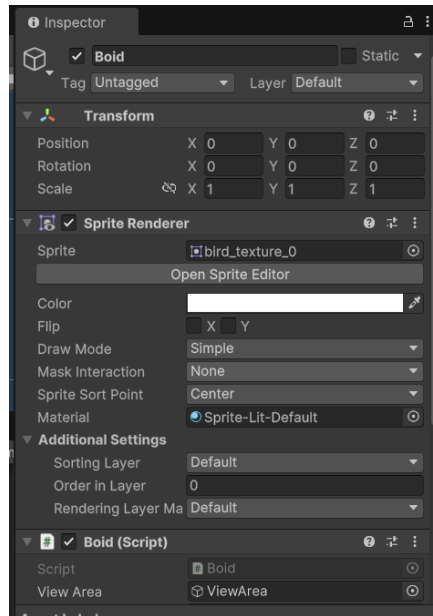 Inspector
Boid Static
Tag Untagged Layer Default
Transform
Position X 0 Y 0 Z 0
Rotation X 0 Y 0 Z 0
Scale X 1 Y 1 Z 1
Sprite Renderer
Sprite bird_texture_0
Open Sprite Editor
Color
Flip X Y
Draw Mode Simple
Mask Interaction None
Sprite Sort Point Center
Material Sprite-Lit-Default
Additional Settings
Sorting Layer Default
Order in Layer 0
Rendering Layer Ma Default
# Boid (Script)
Script Boid
View Area ViewArea